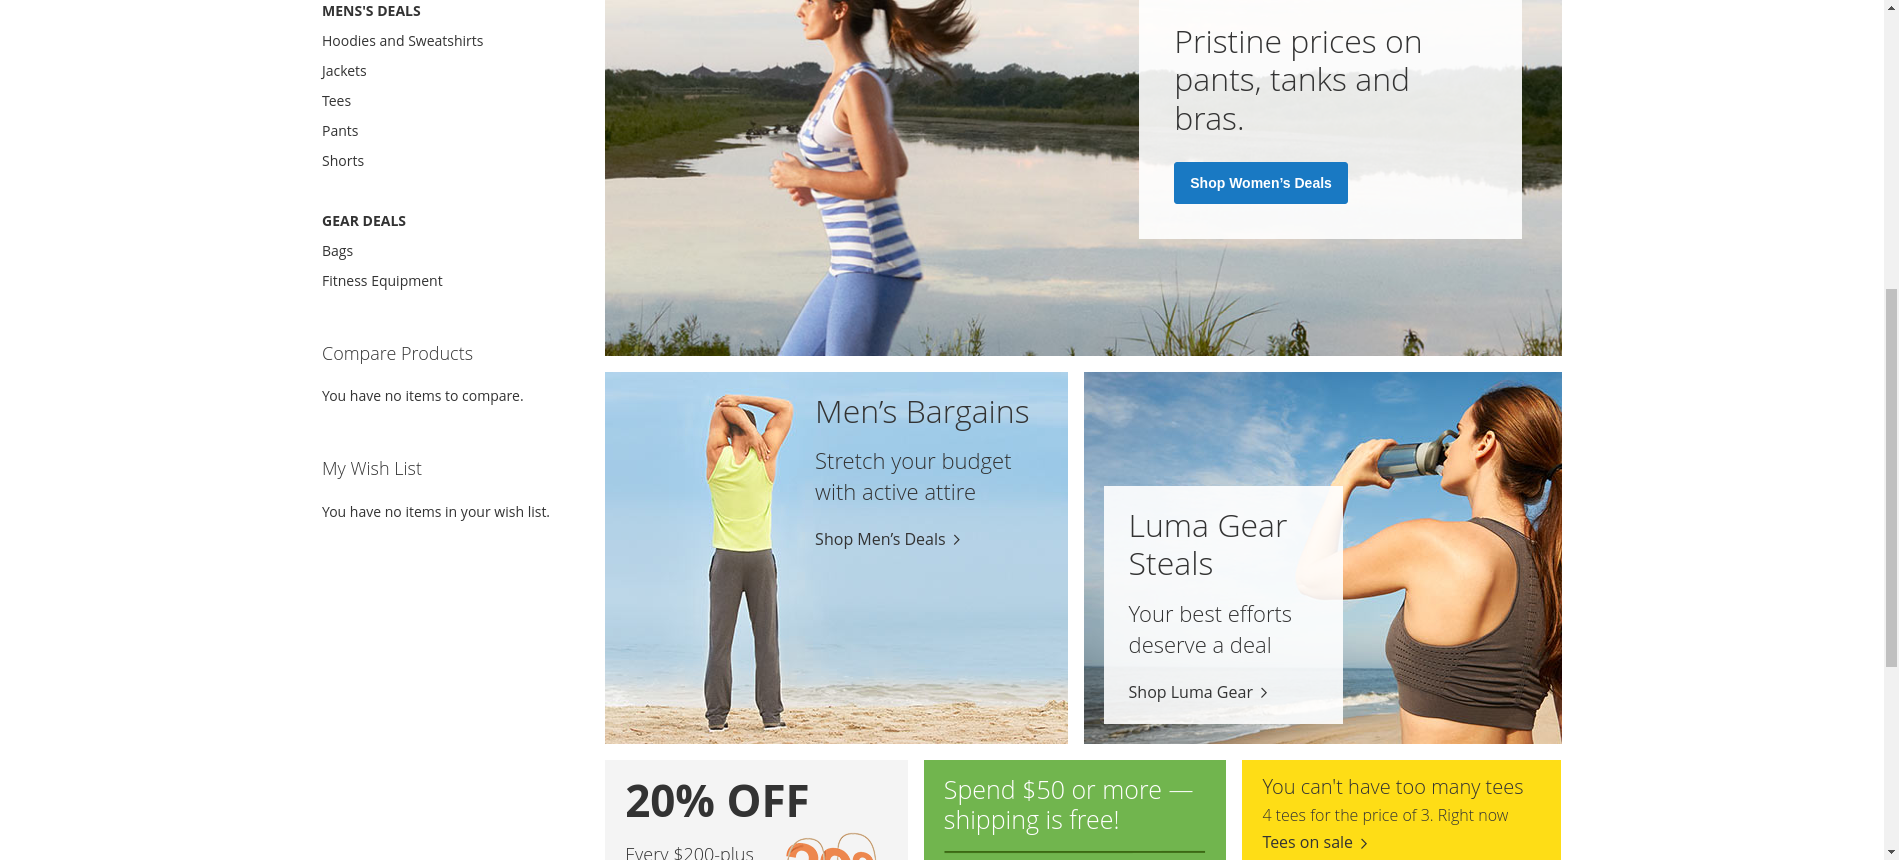 MENS'S DEALS
Hoodies and Sweatshirts
Jackets
Tees
Pants
Shorts
GEAR DEALS
Bags
Fitness Equipment
Compare Products
You have no items to compare.
My Wish List
You have no items in your wish list.
Pristine prices on
pants, tanks and
bras.
Shop Women’s Deals
Men’s Bargains
Stretch your budget
with active attire
Shop Men’s Deals
Luma Gear
Steals
Your best efforts
deserve a deal
Shop Luma Gear
20% OFF
Every $200-plus
Spend $50 or more —
shipping is free!
You can't have too many tees
4 tees for the price of 3. Right now
Tees on sale